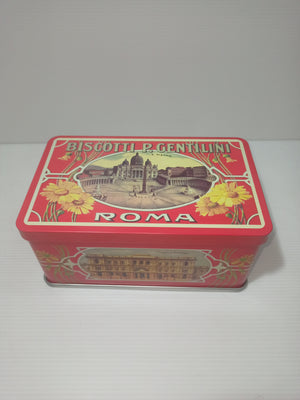 BISCOTTI P. GENTILINI
ROMA